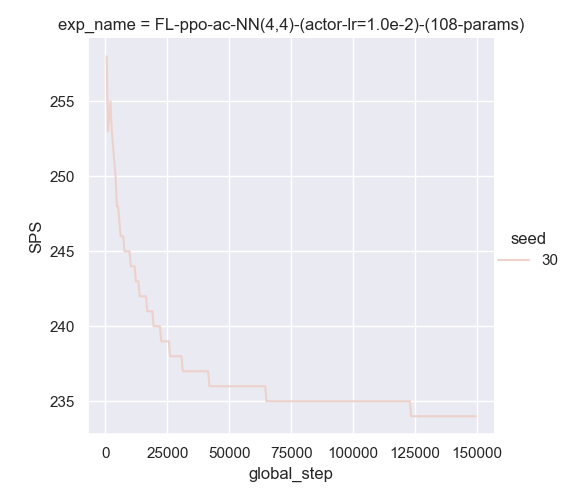 exp_name = FL-ppo-ac-NN(4,4)-(actor-lr=1.0e-2)-(108-params)
255
250
245
240
235
SPS
seed
30
0 25000 50000 75000 100000 125000 150000
global_step